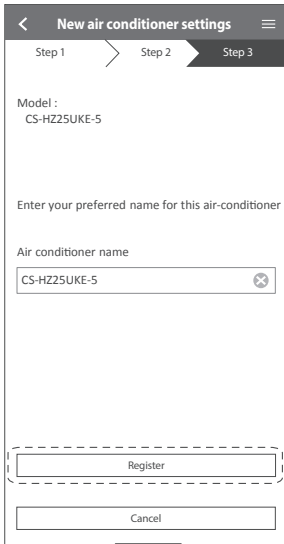 New air conditioner settings
Step 1 Step 2 Step 3
Model :
CS-HZ25UKE-5
Enter your preferred name for this air-conditioner
Air conditioner name
CS-HZ25UKE-5
Register
Cancel